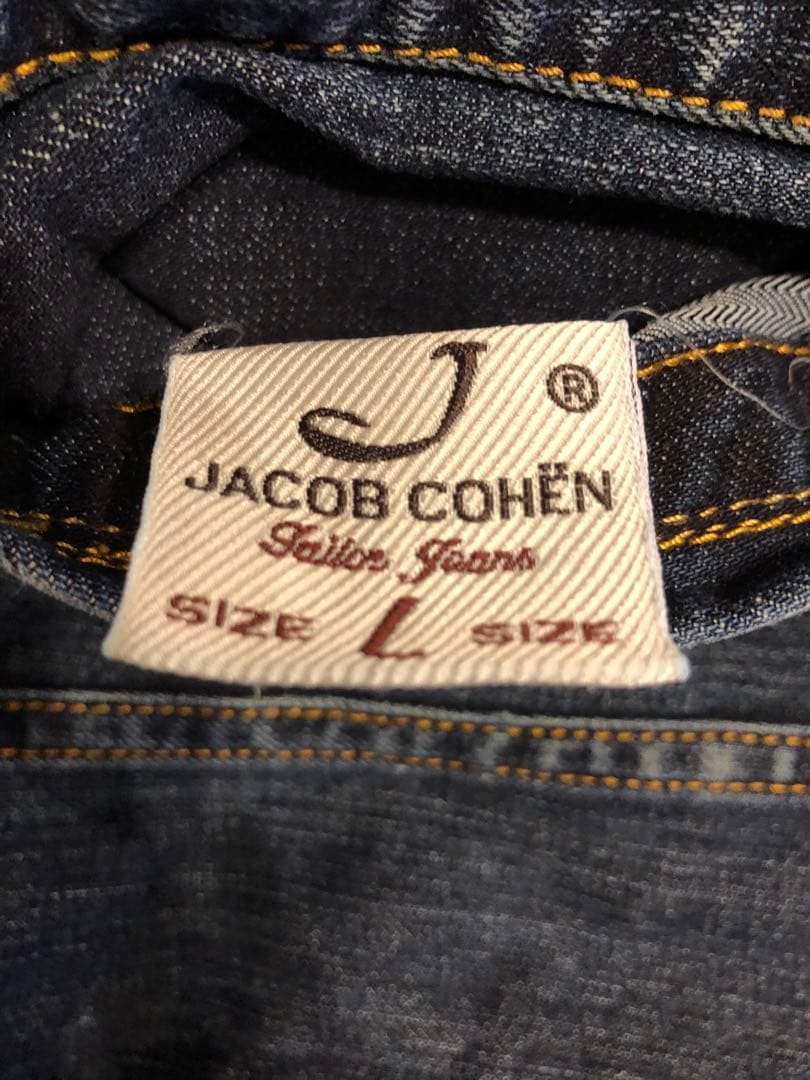 J ®
JACOB COHËN
Tailor Jeans
SIZE L SIZE